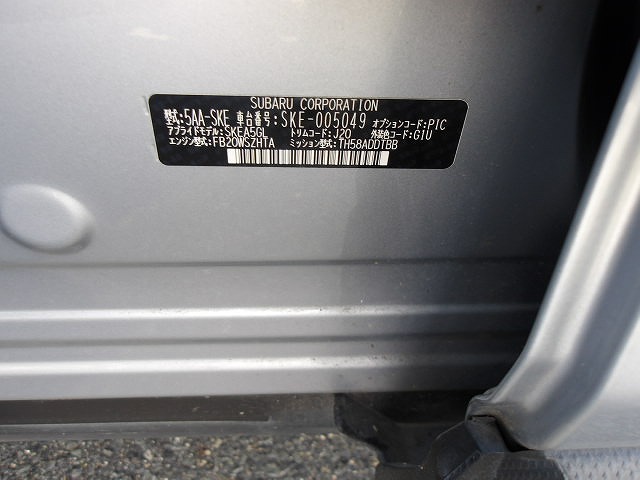 SUBARU CORPORATION
型式:5AA-SKE 車台番号:SKE-005049 オプションコード:PIC
アプライドモデル:SKEA5GL トリムコード:J20 外装色コード:G1U
エンジン型式:FB20WSZHTA ミッション型式:TH58ADDTBB